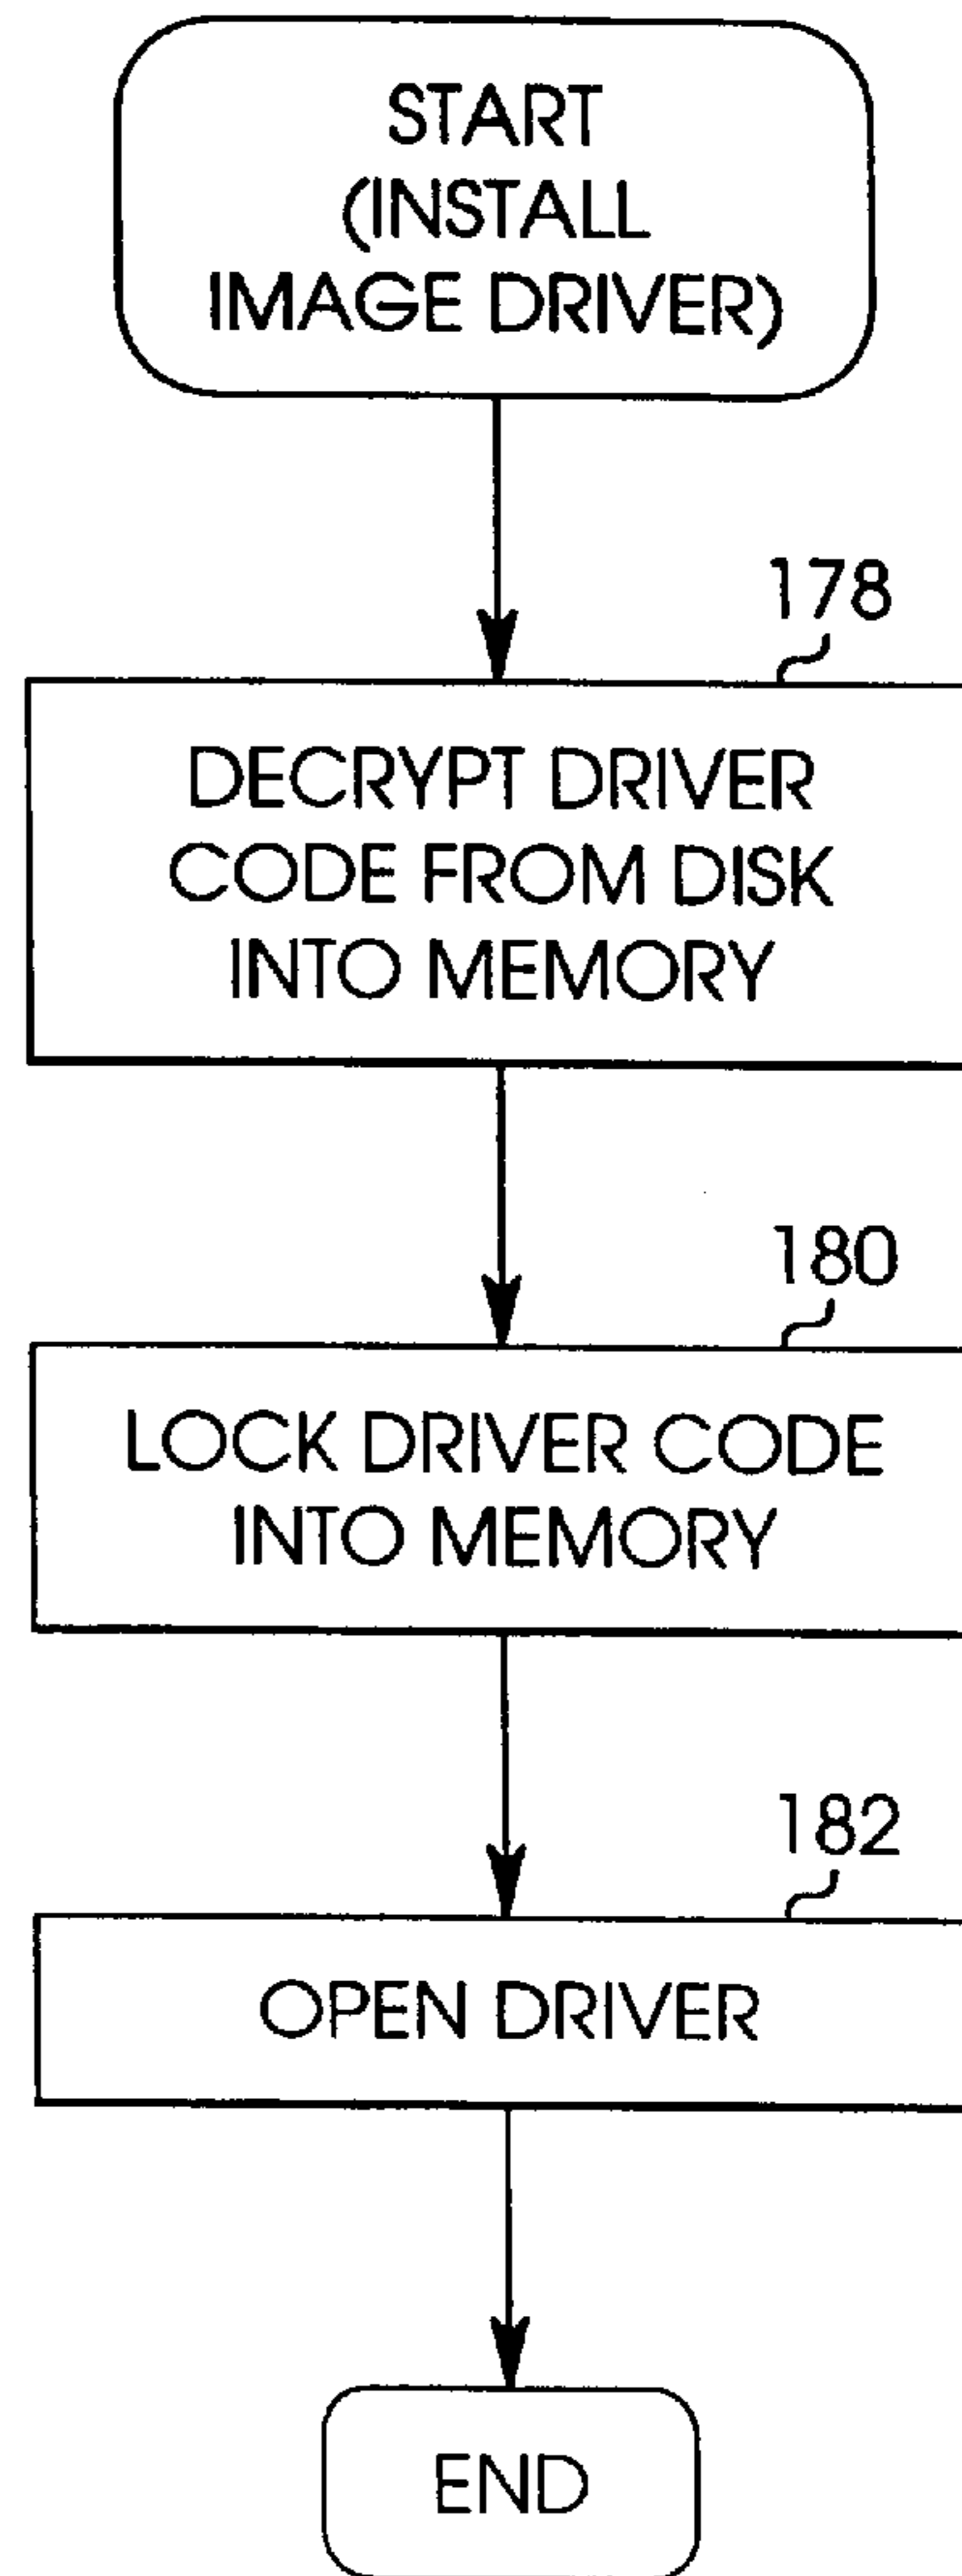 START
(INSTALL
IMAGE DRIVER)
178
DECRYPT DRIVER
CODE FROM DISK
INTO MEMORY
180
LOCK DRIVER CODE
INTO MEMORY
182
OPEN DRIVER
END